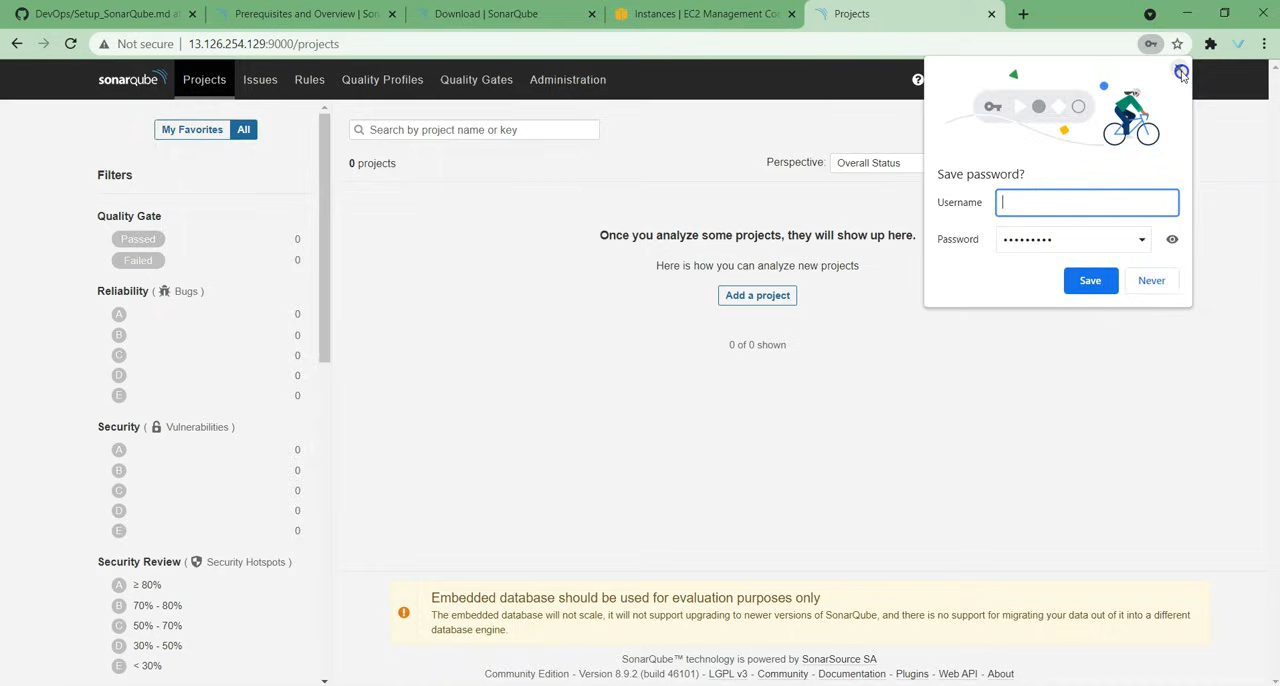 DevOps/Setup_SonarQube.md at
Prerequisites and Overview | Son
Download | SonarQube
Instances | EC2 Management Con
Projects
Not secure | 13.126.254.129:9000/projects
sonarqube Projects Issues Rules Quality Profiles Quality Gates Administration
My Favorites All
Search by project name or key
0 projects
Perspective: Overall Status
Filters
Quality Gate
Passed 0
Failed 0
Reliability ( Bugs )
A 0
B 0
C 0
D 0
E 0
Security ( Vulnerabilities )
A 0
B 0
C 0
D 0
E 0
Security Review ( Security Hotspots )
A ≥ 80%
B 70% - 80%
C 50% - 70%
D 30% - 50%
E < 30%
Once you analyze some projects, they will show up here.
Here is how you can analyze new projects
Add a project
0 of 0 shown
Save password?
Username
Password •••••••••
Save Never
Embedded database should be used for evaluation purposes only
The embedded database will not scale, it will not support upgrading to newer versions of SonarQube, and there is no support for migrating your data out of it into a different
database engine.
SonarQube™ technology is powered by SonarSource SA
Community Edition - Version 8.9.2 (build 46101) - LGPL v3 - Community - Documentation - Plugins - Web API - About